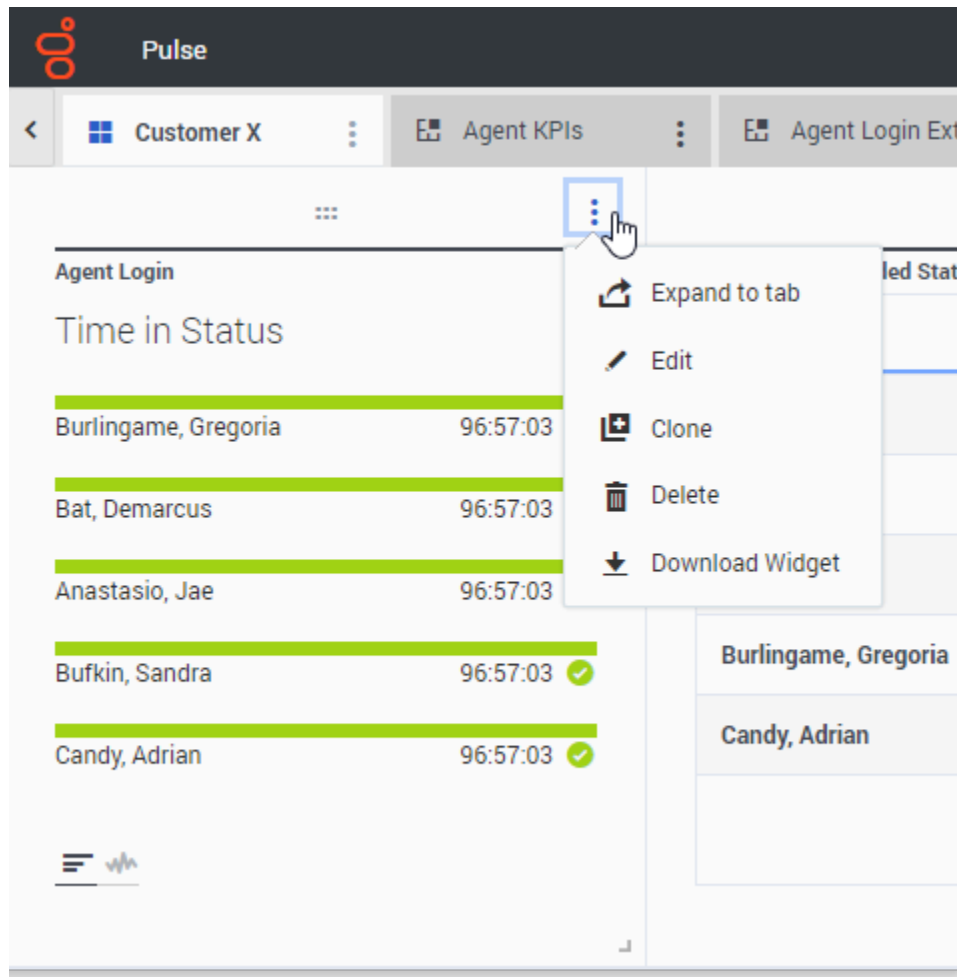 Pulse
Customer X
Agent KPIs
Agent Login Ext
Agent Login
Time in Status
Burlingame, Gregoria 96:57:03
Bat, Demarcus 96:57:03
Anastasio, Jae 96:57:03
Bufkin, Sandra 96:57:03
Candy, Adrian 96:57:03
Expand to tab
Edit
Clone
Delete
Download Widget
led Stat
Burlingame, Gregoria
Candy, Adrian